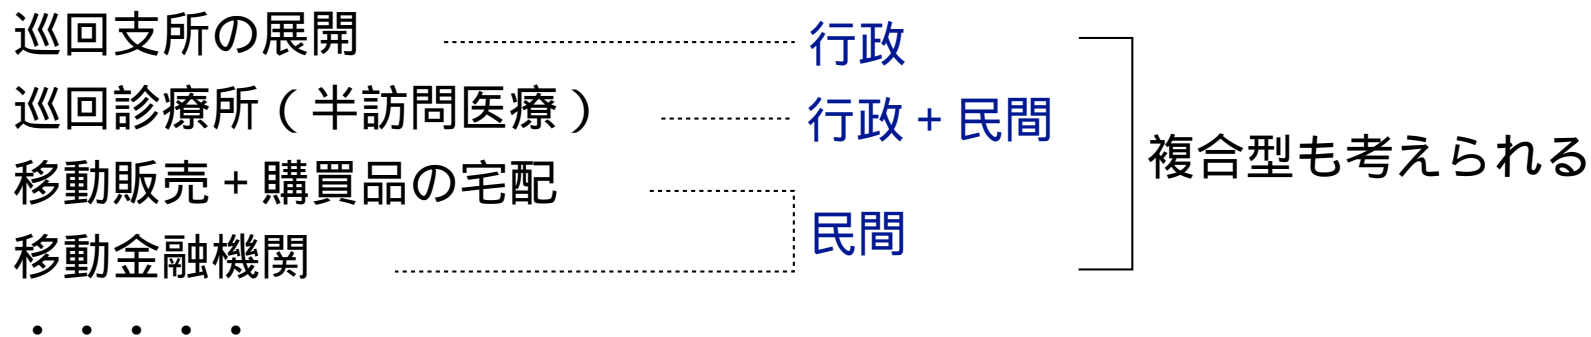 巡回支所の展開
行政
巡回診療所（半訪問医療）
行政 + 民間
移動販売 + 購買品の宅配
移動金融機関
民間
・・・・・
複合型も考えられる